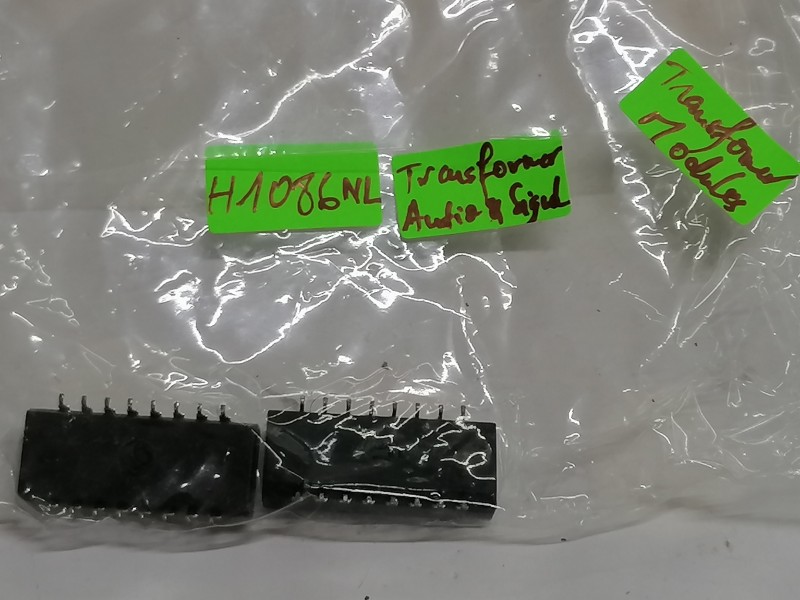 H1086NL
Transformer
Audio & Signal
Transformer
Modules